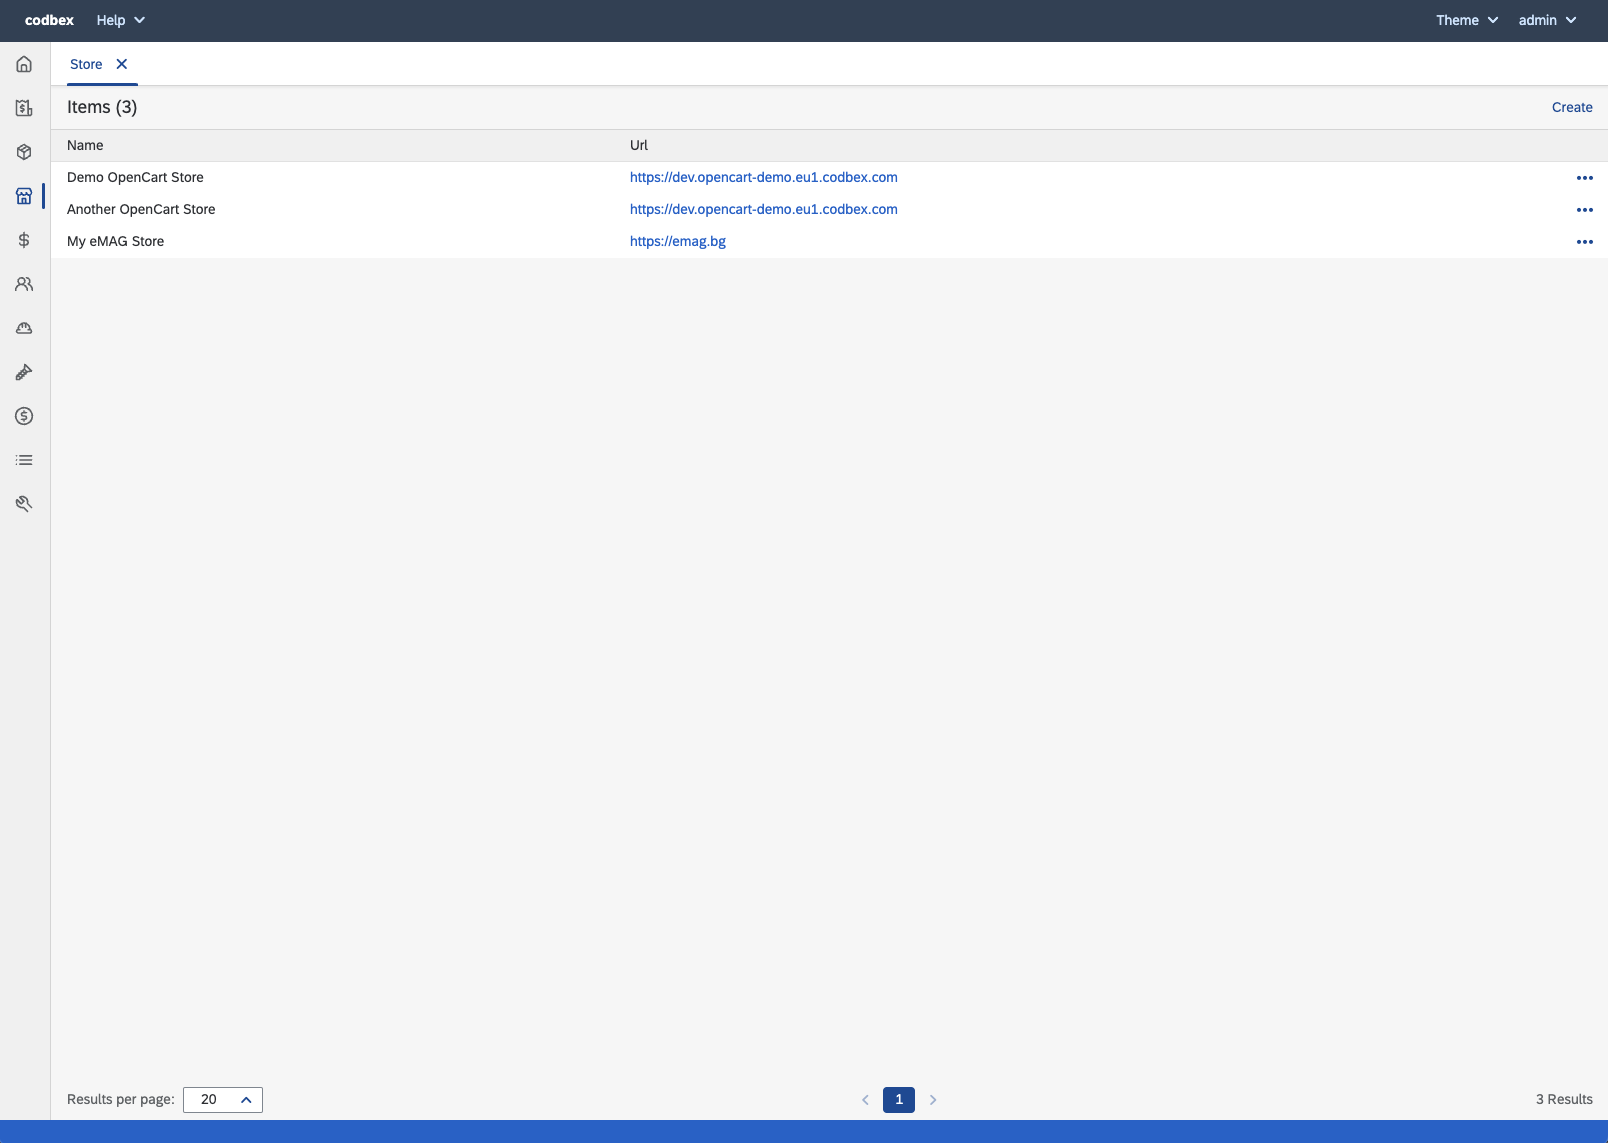 codbex Help Theme admin
Store
Items (3) Create
Name Url
Demo OpenCart Store https://dev.opencart-demo.eu1.codbex.com
Another OpenCart Store https://dev.opencart-demo.eu1.codbex.com
My eMAG Store https://emag.bg
Results per page: 20 1 3 Results